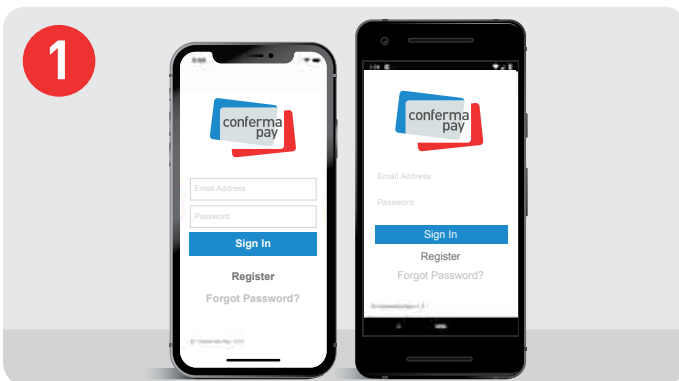 1
conferma
pay
Email Address
Password
Sign In
Register
Forgot Password?
conferma
pay
Email Address
Password
Sign In
Register
Forgot Password?